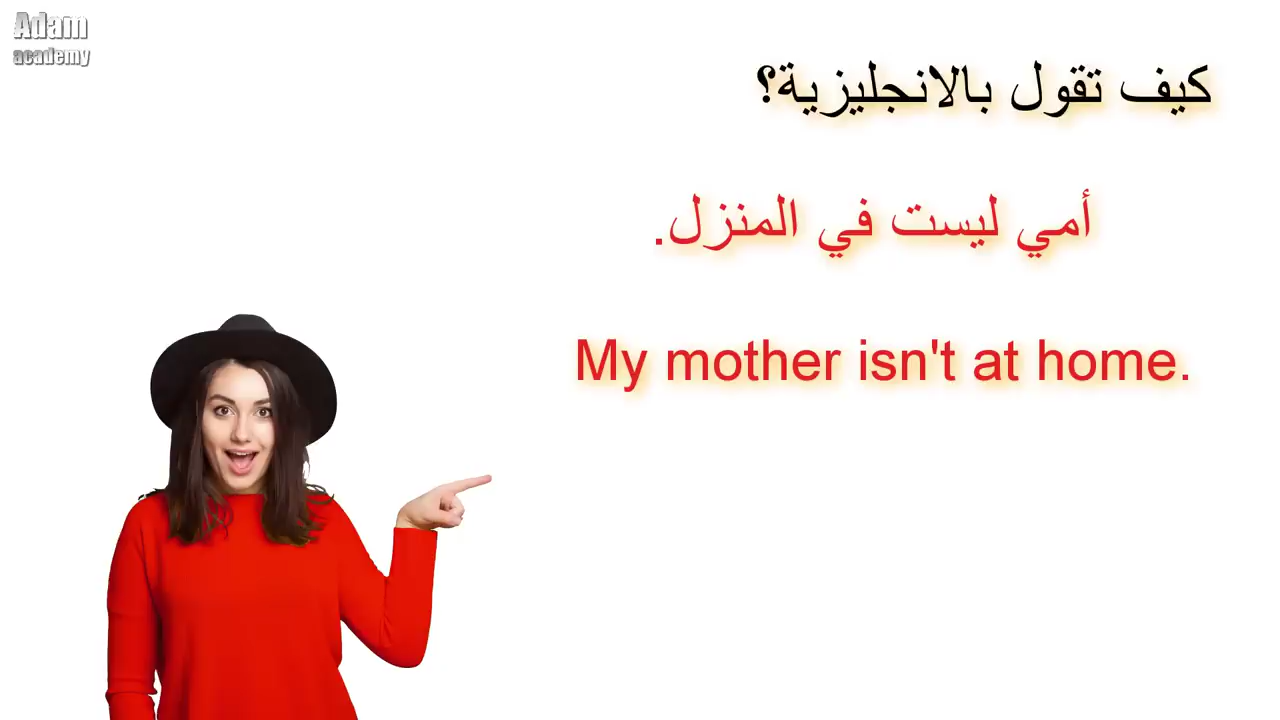 Adam
academy
كيف تقول بالانجليزية؟
أمي ليست في المنزل.
My mother isn't at home.